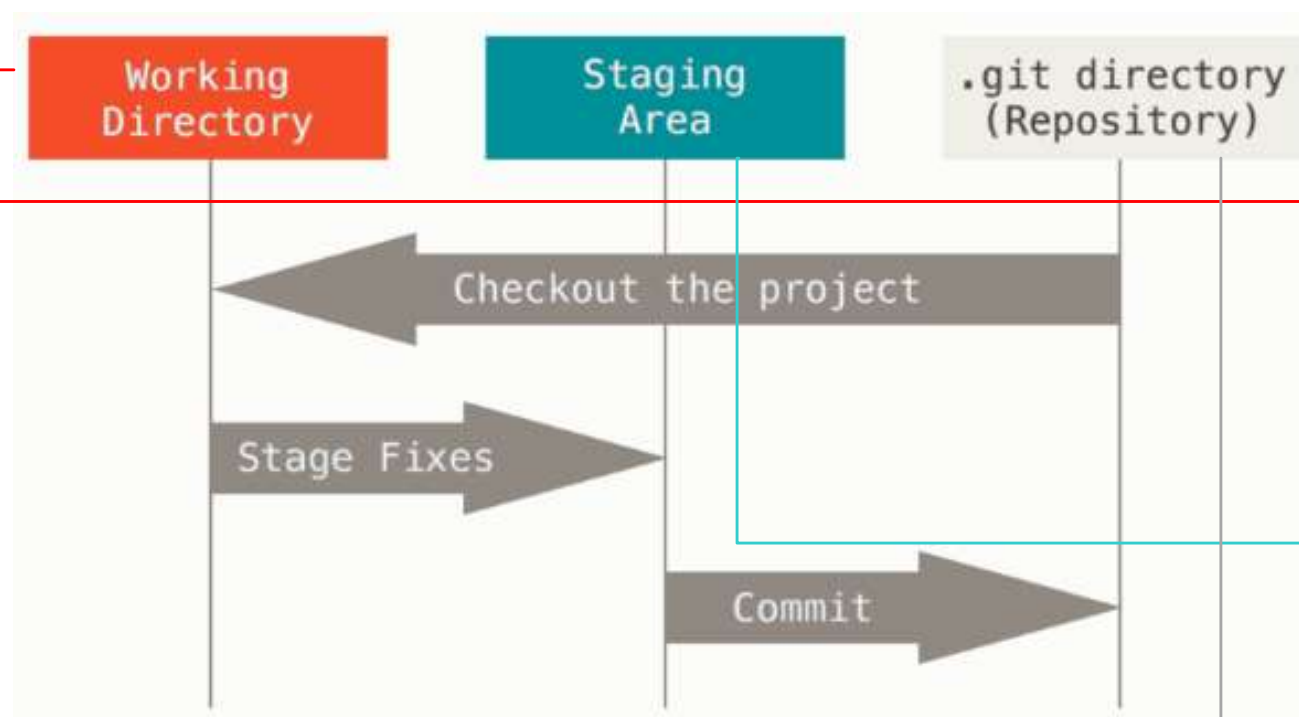 Working
Directory
Staging
Area
.git directory
(Repository)
Checkout the project
Stage Fixes
Commit